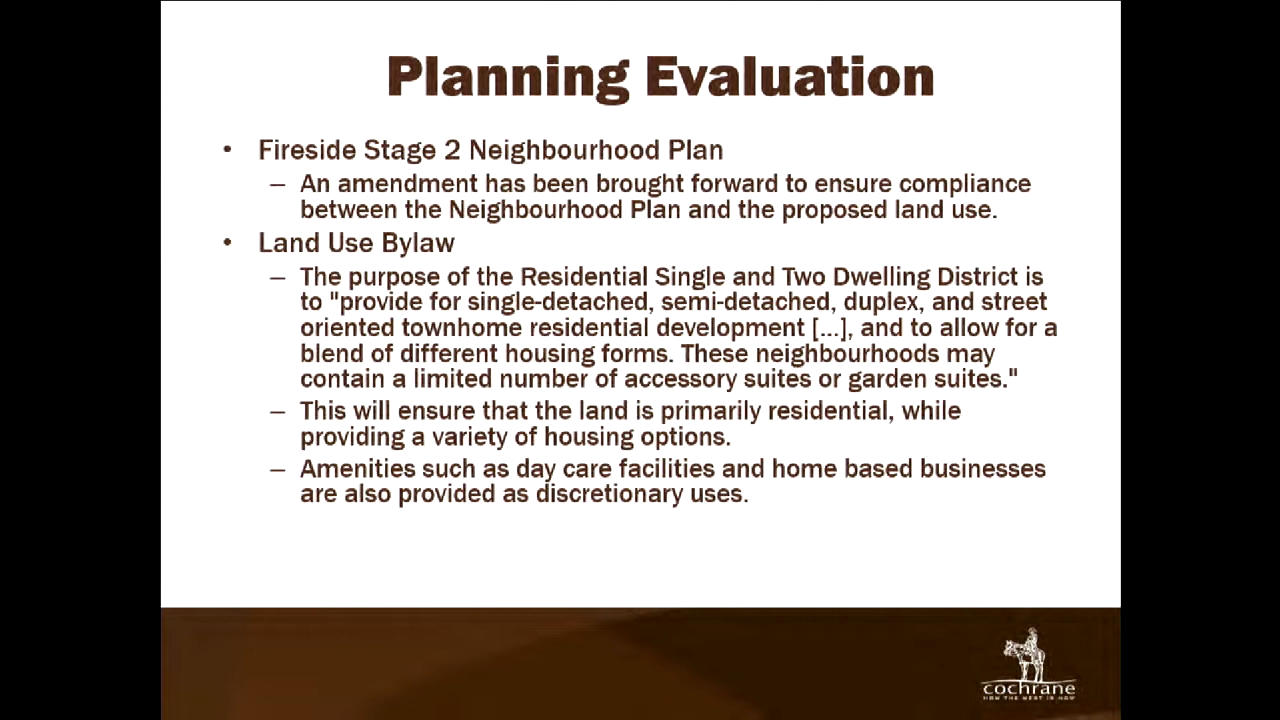 Planning Evaluation
• Fireside Stage 2 Neighbourhood Plan
– An amendment has been brought forward to ensure compliance
between the Neighbourhood Plan and the proposed land use.
• Land Use Bylaw
– The purpose of the Residential Single and Two Dwelling District is
to "provide for single-detached, semi-detached, duplex, and street
oriented townhome residential development [...], and to allow for a
blend of different housing forms. These neighbourhoods may
contain a limited number of accessory suites or garden suites."
– This will ensure that the land is primarily residential, while
providing a variety of housing options.
– Amenities such as day care facilities and home based businesses
are also provided as discretionary uses.
cochrane
HOW THE WEST IS NOW